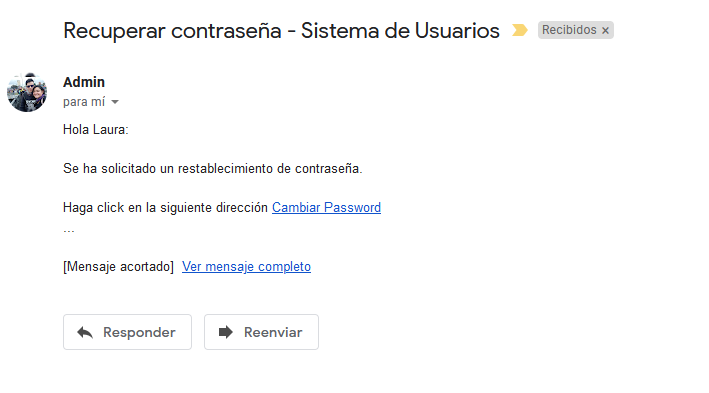 Recuperar contraseña - Sistema de Usuarios Recibidos x
Admin
para mí
Hola Laura:
Se ha solicitado un restablecimiento de contraseña.
Haga click en la siguiente dirección Cambiar Password
...
[Mensaje acortado] Ver mensaje completo
Responder Reenviar